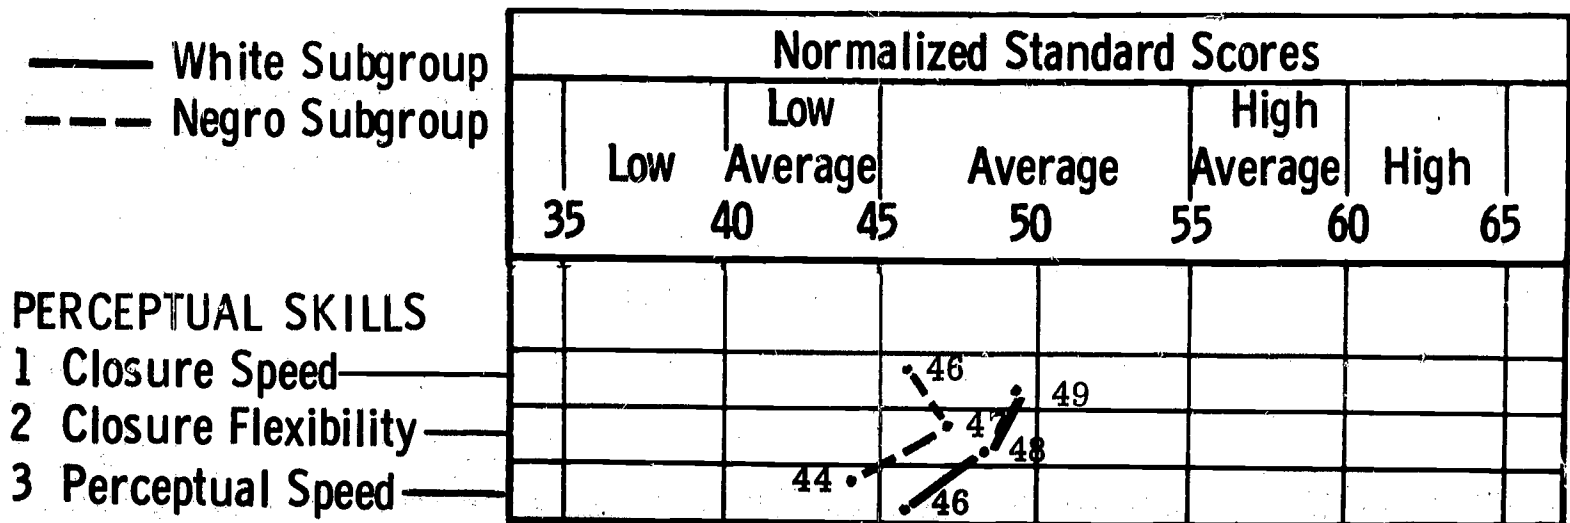 Normalized Standard Scores
White Subgroup
Negro Subgroup
Low
Low Average
Average
High Average
High
35 40 45 50 55 60 65
PERCEPTUAL SKILLS
1 Closure Speed
46
49
2 Closure Flexibility
47
48
3 Perceptual Speed
44
46